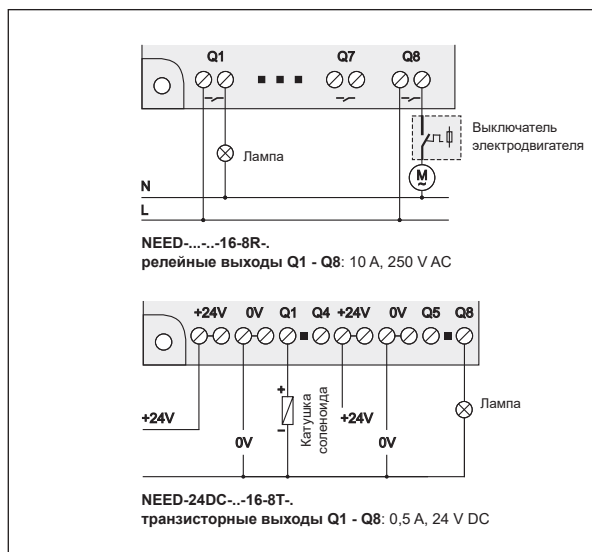 Q1 Q7 Q8
Выключатель
электродвигателя
Лампа
M
~
N
L
NEED-...-..-16-8R-.
релейные выходы Q1 - Q8: 10 A, 250 V AC
+24V 0V Q1 Q4 +24V 0V Q5 Q8
+
−
Катушка
соленоида
Лампа
+24V
+24V
0V
0V
NEED-24DC-..-16-8T-.
транзисторные выходы Q1 - Q8: 0,5 A, 24 V DC